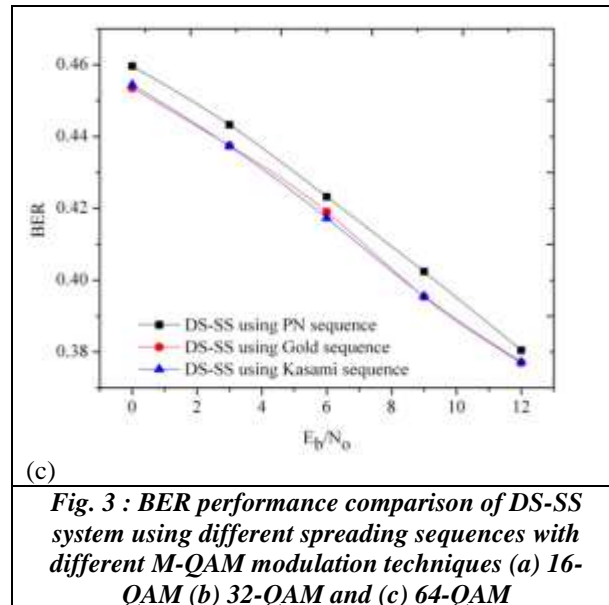 0.46
0.44
0.42
0.40
0.38
BER
DS-SS using PN sequence
DS-SS using Gold sequence
DS-SS using Kasami sequence
0 2 4 6 8 10 12
Eb/No
(c)
Fig. 3 : BER performance comparison of DS-SS
system using different spreading sequences with
different M-QAM modulation techniques (a) 16-
QAM (b) 32-QAM and (c) 64-QAM